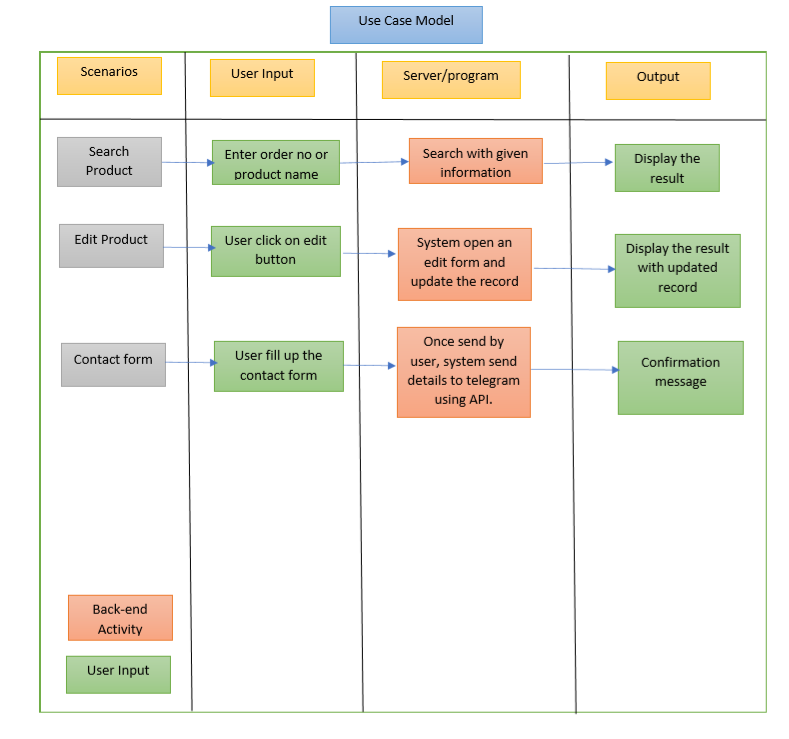 Use Case Model
Scenarios
User Input
Server/program
Output
Search
Product
Enter order no or
product name
Search with given
information
Display the
result
Edit Product
User click on edit
button
System open an
edit form and
update the record
Display the result
with updated
record
Contact form
User fill up the
contact form
Once send by
user, system send
details to telegram
using API.
Confirmation
message
Back-end
Activity
User Input